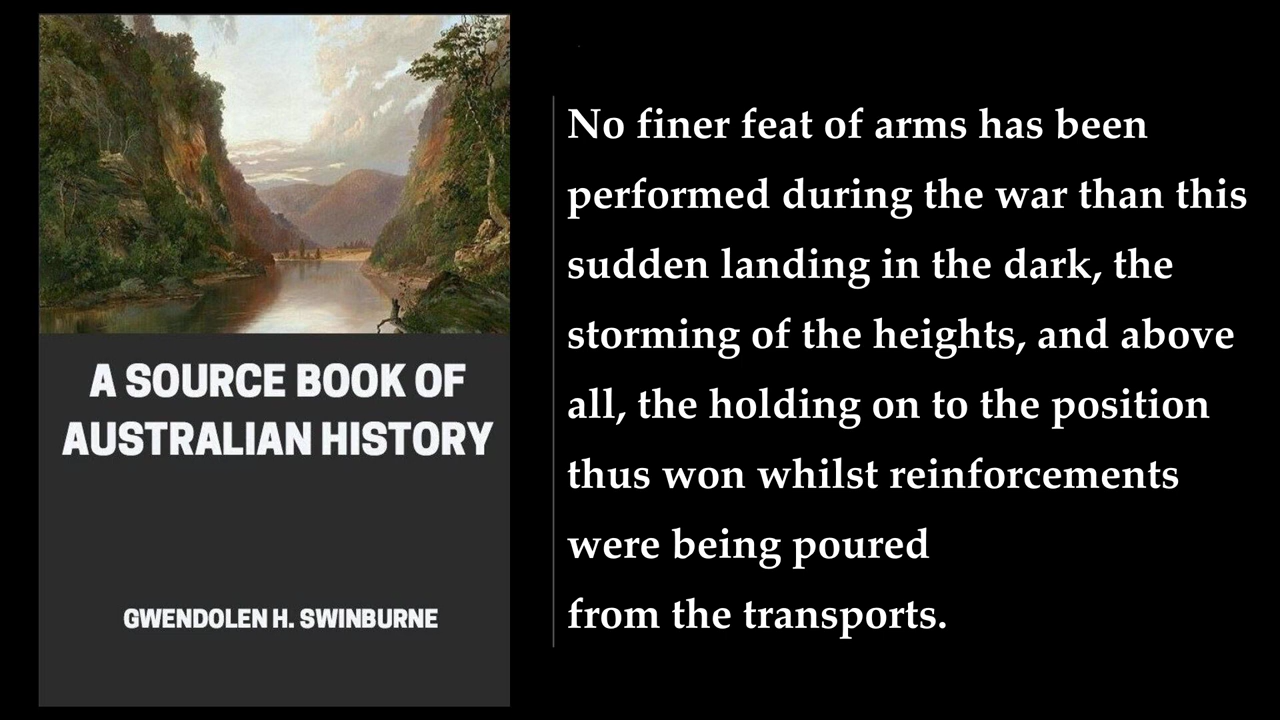 A SOURCE BOOK OF
AUSTRALIAN HISTORY
GWENDOLEN H. SWINBURNE
No finer feat of arms has been
performed during the war than this
sudden landing in the dark, the
storming of the heights, and above
all, the holding on to the position
thus won whilst reinforcements
were being poured
from the transports.